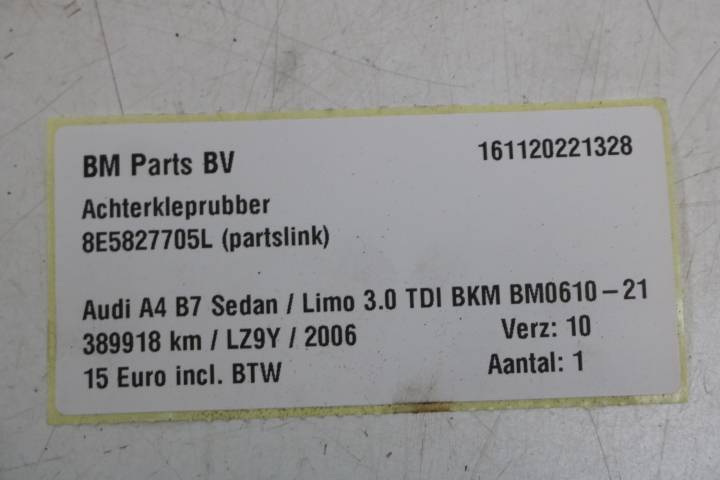 BM Parts BV 161120221328
Achterkleprubber
8E5827705L (partslink)
Audi A4 B7 Sedan / Limo 3.0 TDI BKM BM0610-21
389918 km / LZ9Y / 2006 Verz: 10
15 Euro incl. BTW Aantal: 1